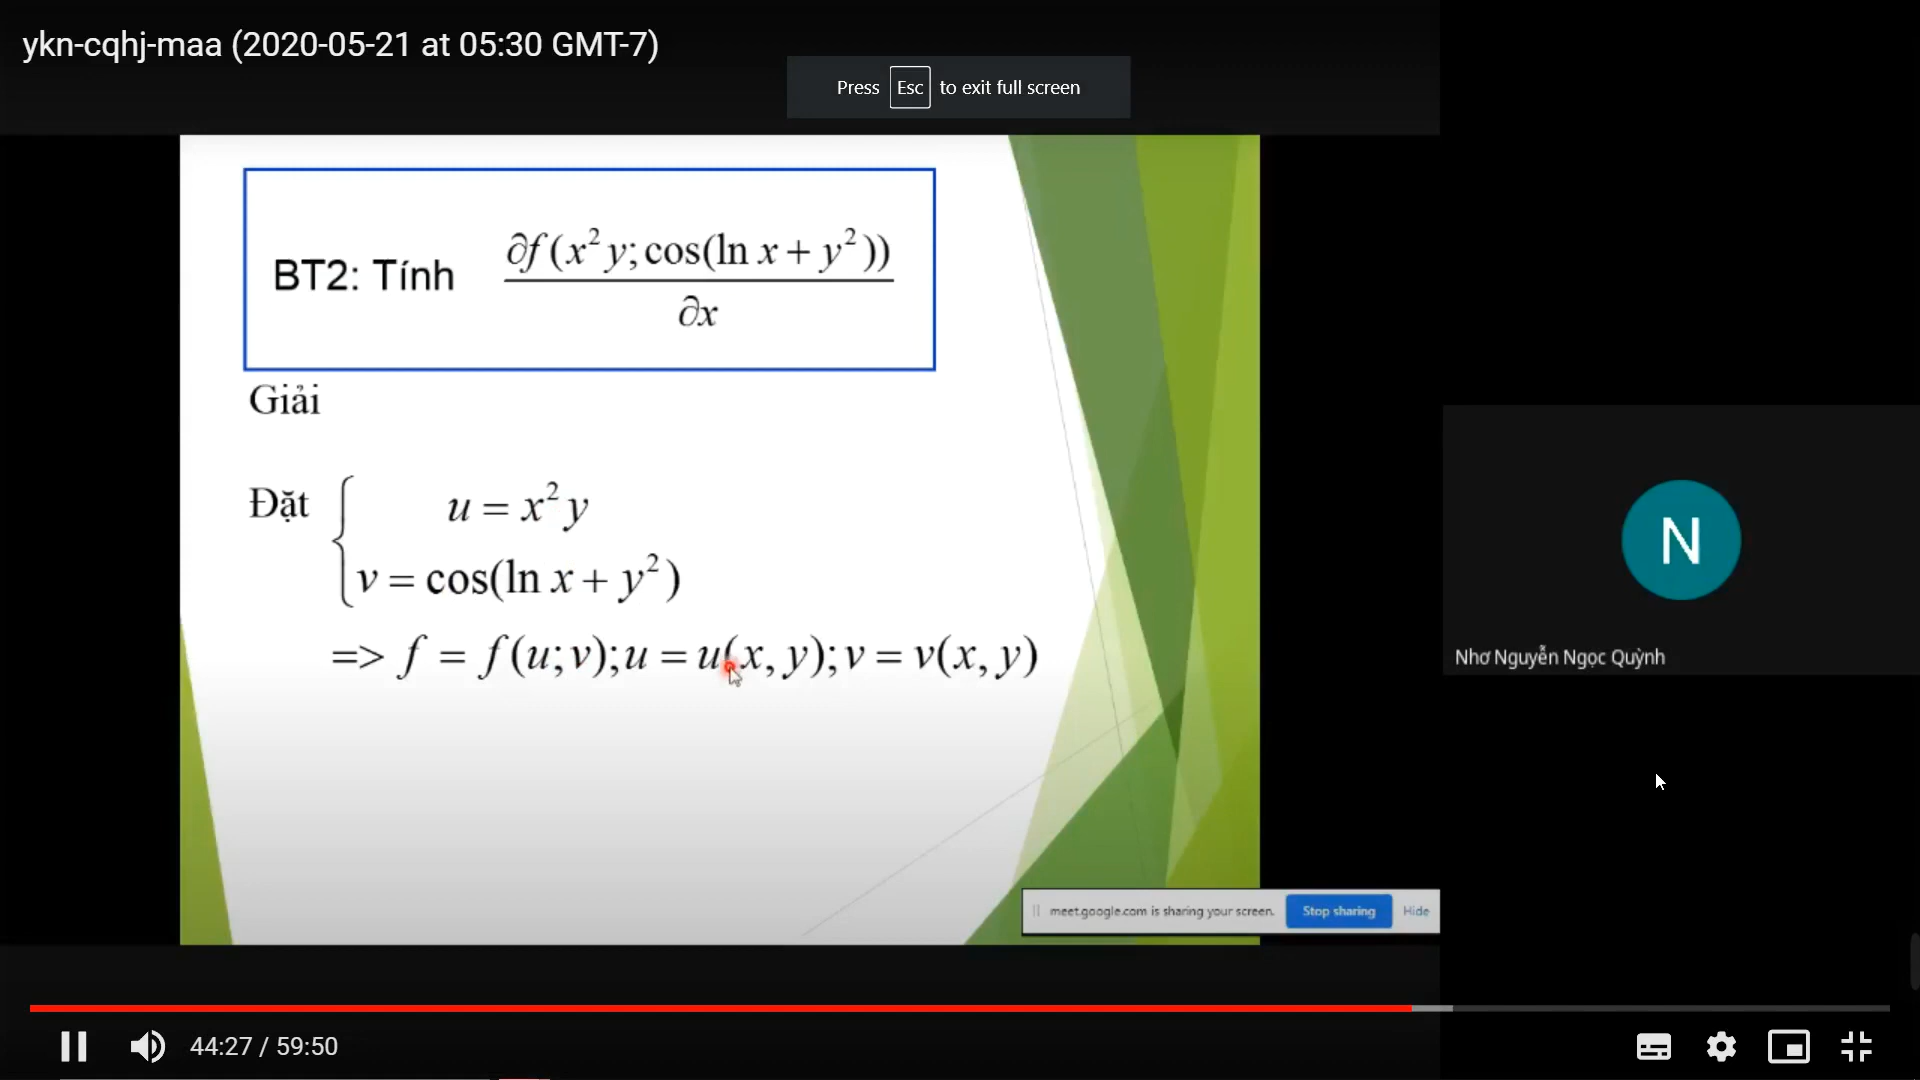 ykn-cqhj-maa (2020-05-21 at 05:30 GMT-7)
Press Esc to exit full screen
BT2: Tính ∂f(x²y;cos(ln x + y²))/∂x
Giải
Đặt { u = x²y
v = cos(ln x + y²)
=> f = f(u;v);u = u(x, y);v = v(x, y)
N
Nhơ Nguyễn Ngọc Quỳnh
meet.google.com is sharing your screen. Stop sharing Hide
44:27 / 59:50